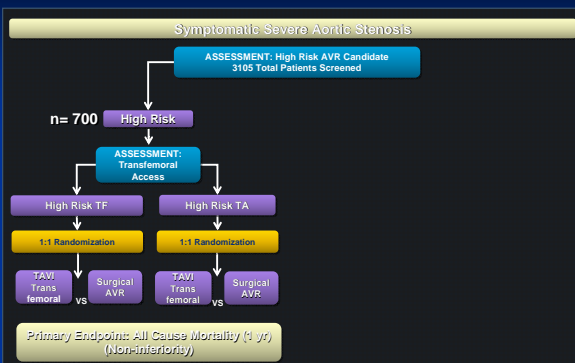 Symptomatic Severe Aortic Stenosis
ASSESSMENT: High Risk AVR Candidate
3105 Total Patients Screened
n= 700
High Risk
ASSESSMENT:
Transfemoral
Access
High Risk TF
High Risk TA
1:1 Randomization
1:1 Randomization
TAVI
Trans
femoral
vs
Surgical
AVR
TAVI
Trans
femoral
vs
Surgical
AVR
Primary Endpoint: All Cause Mortality (1 yr)
(Non-inferiority)